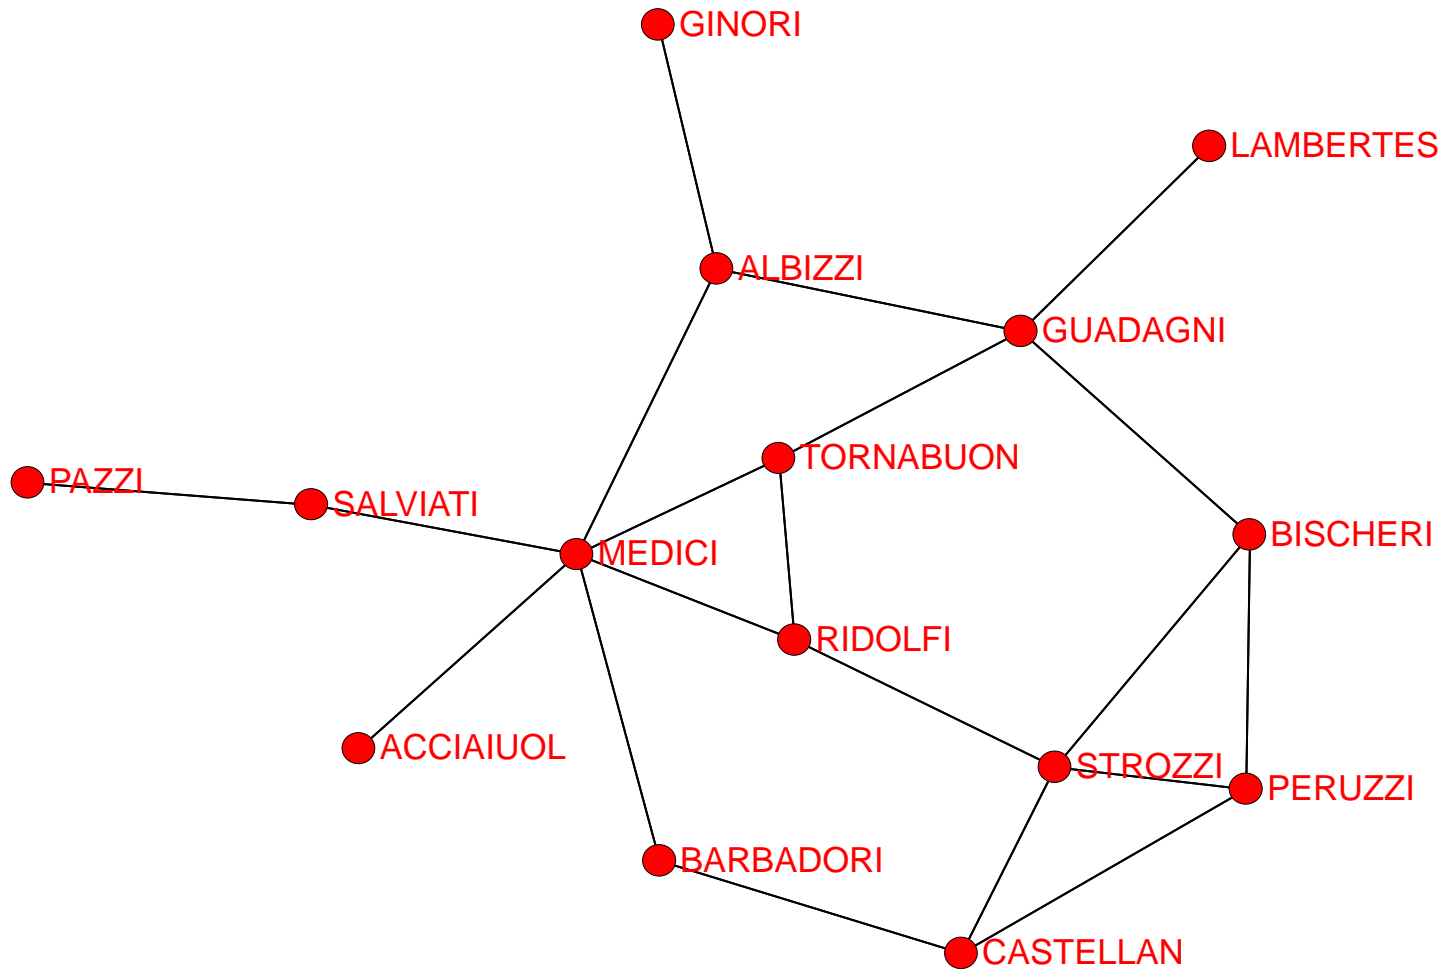 GINORI
LAMBERTES
ALBIZZI
GUADAGNI
TORNABUON
PAZZI
SALVIATI
BISCHERI
MEDICI
RIDOLFI
ACCIAIUOL
STROZZI
PERUZZI
BARBADORI
CASTELLAN